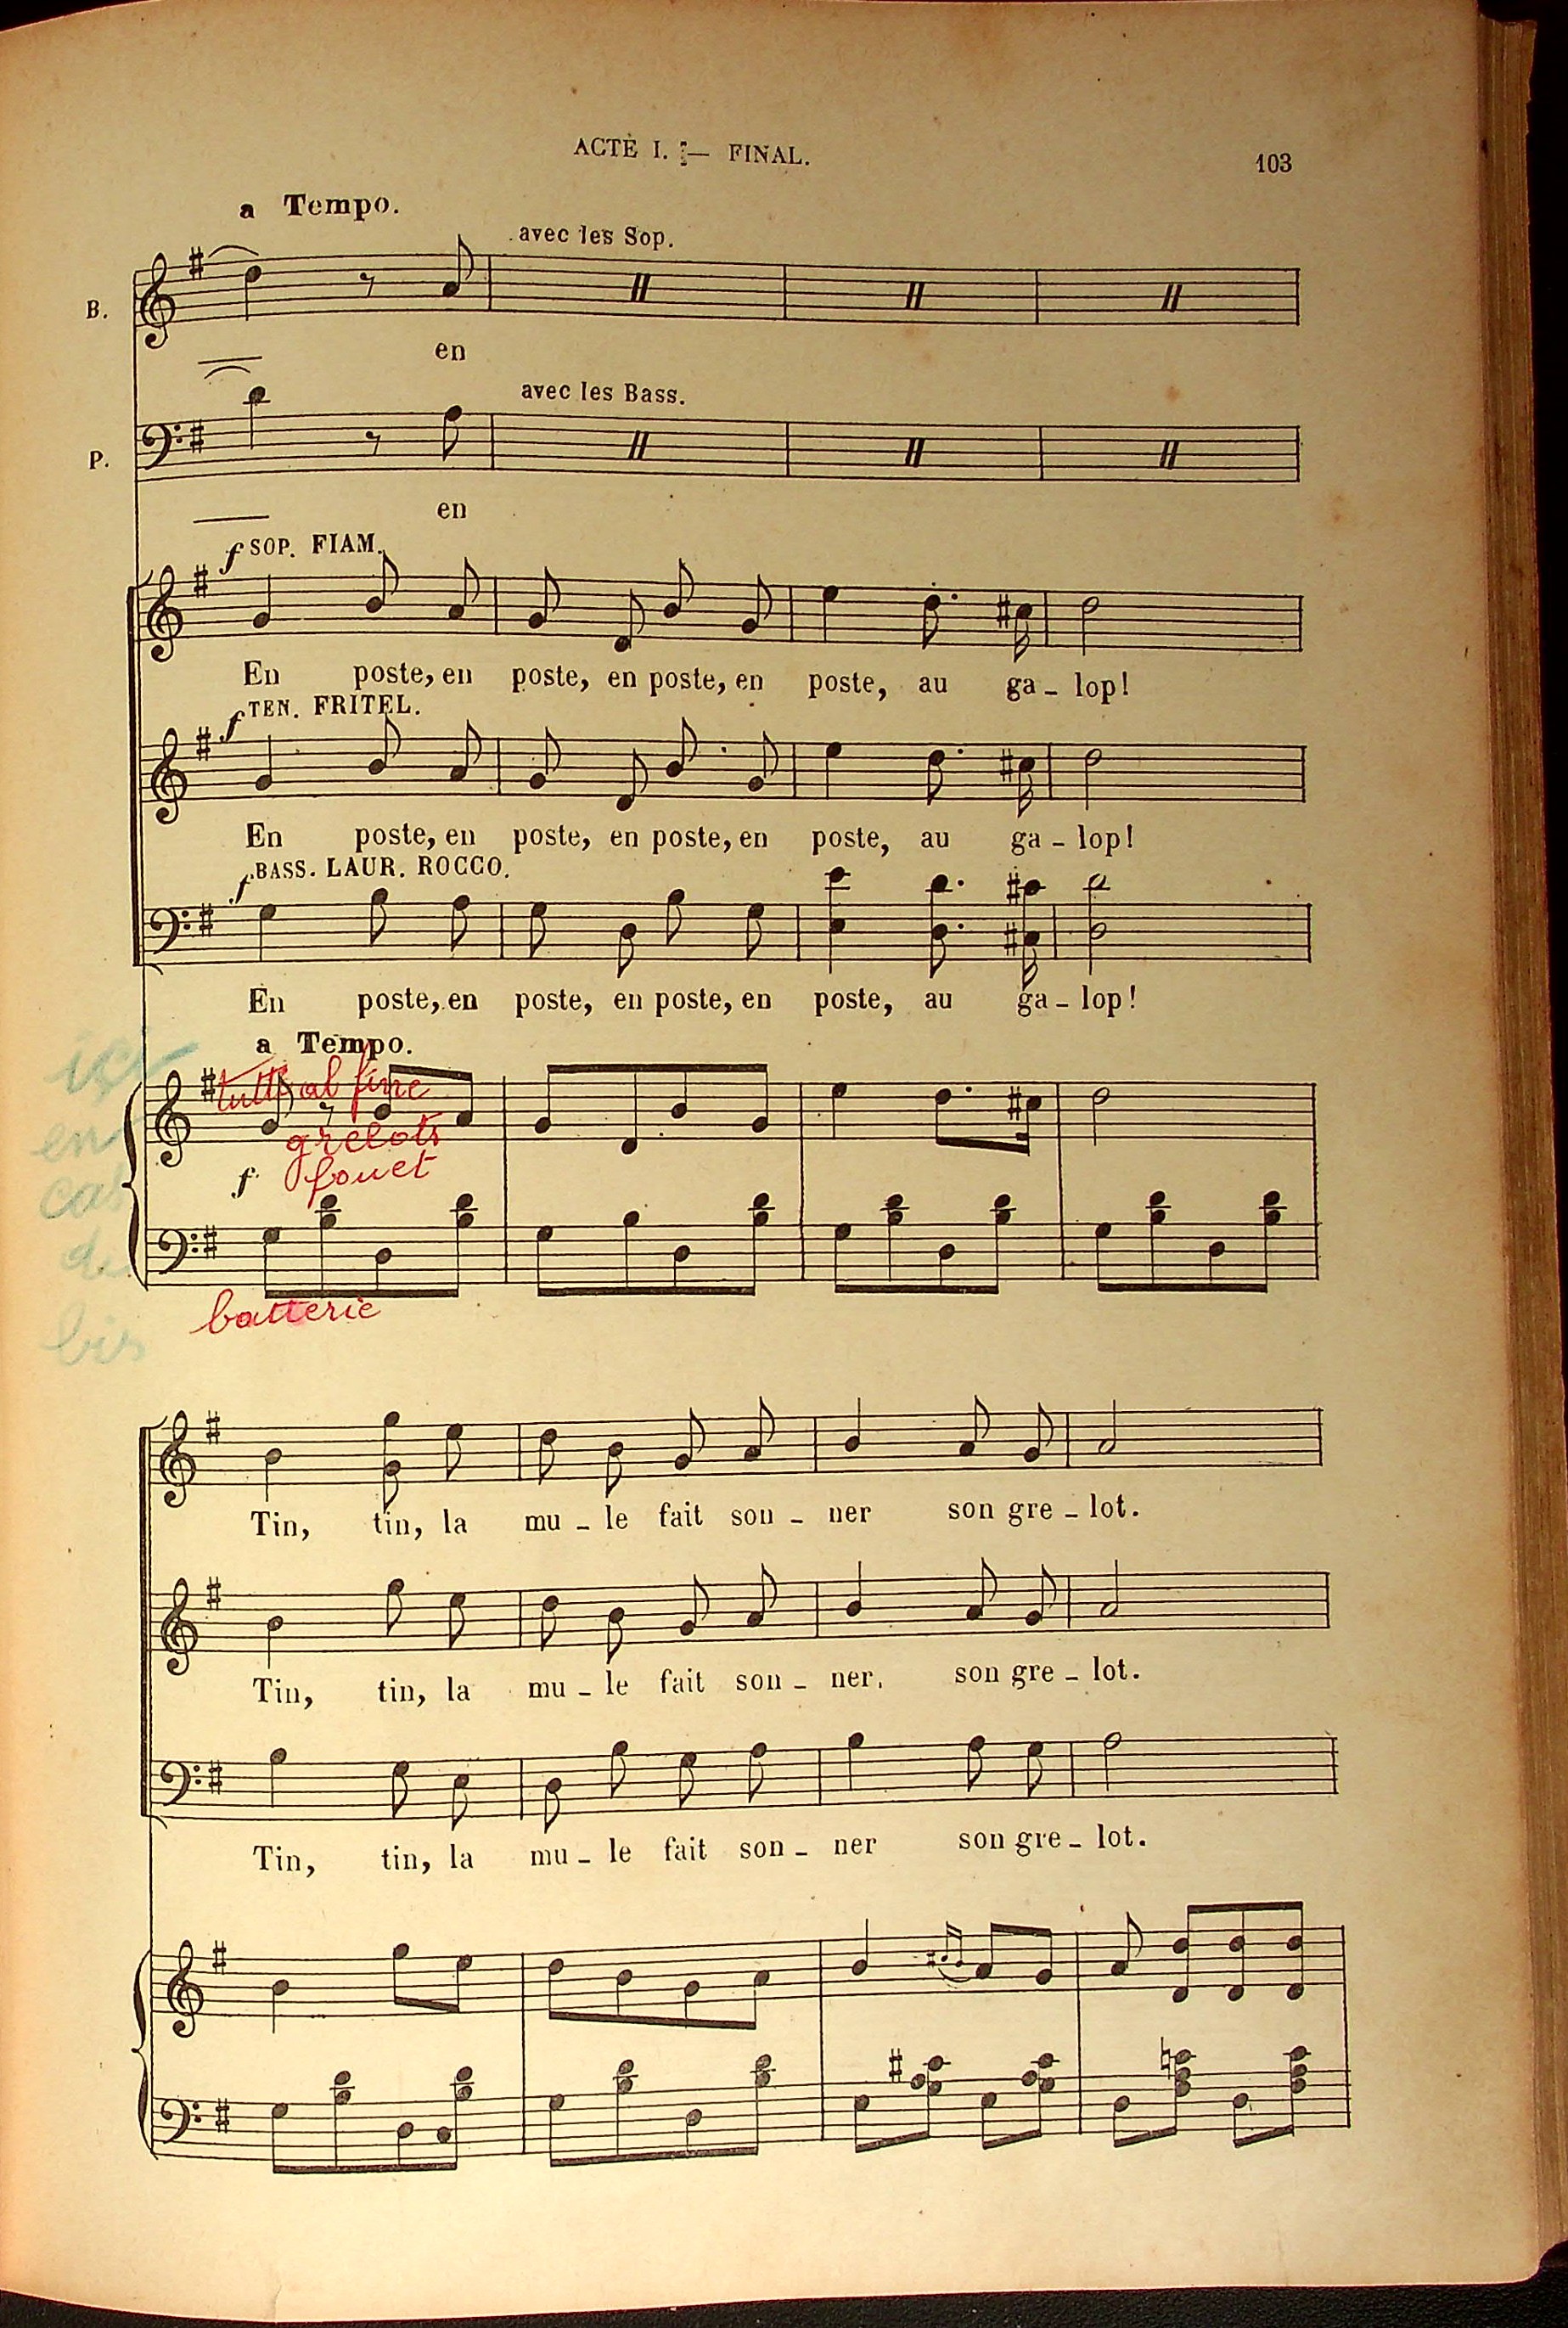 ACTE I. — FINAL.
103
a Tempo.
avec les Sop.
B.
en
avec les Bass.
P.
en
f SOP. FIAM.
En poste, en poste, en poste, en poste, au ga - lop!
f TEN. FRITEL.
En poste, en poste, en poste, en poste, au ga - lop!
f BASS. LAUR. ROCCO.
En poste, en poste, en poste, en poste, au ga - lop!
a Tempo.
tutti al fine
grelots
f fouet
batterie
ici
en
cas
de
bis
Tin, tin, la mu - le fait son - ner son gre - lot.
Tin, tin, la mu - le fait son - ner. son gre - lot.
Tin, tin, la mu - le fait son - ner son gre - lot.